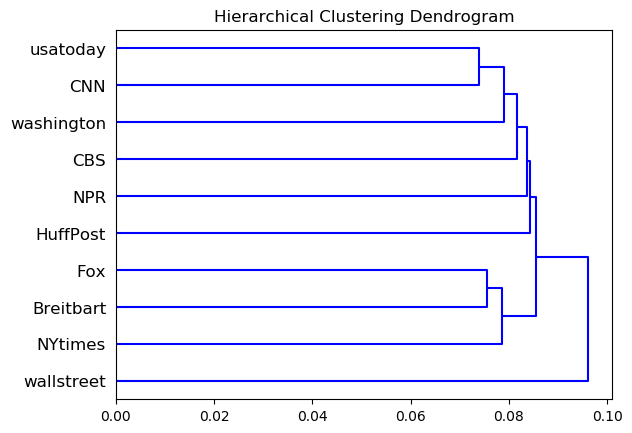 Hierarchical Clustering Dendrogram
usatoday
CNN
washington
CBS
NPR
HuffPost
Fox
Breitbart
NYtimes
wallstreet
0.00 0.02 0.04 0.06 0.08 0.10